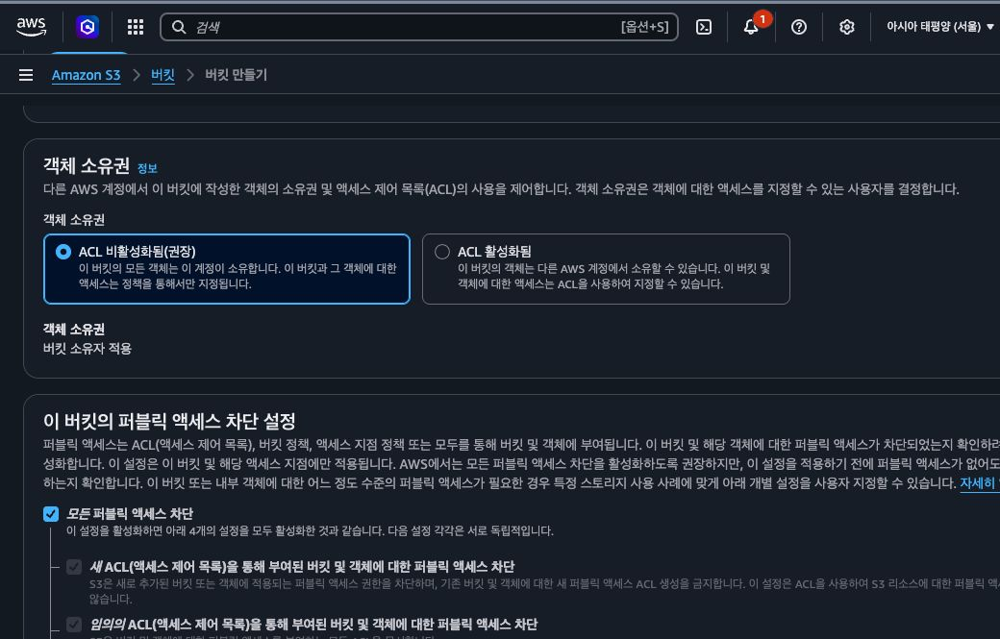 aws
검색
[옵션+S]
1
아시아 태평양 (서울)
Amazon S3
버킷
버킷 만들기
객체 소유권 정보
다른 AWS 계정에서 이 버킷에 작성한 객체의 소유권 및 액세스 제어 목록(ACL)의 사용을 제어합니다. 객체 소유권은 객체에 대한 액세스를 지정할 수 있는 사용자를 결정합니다.
객체 소유권
ACL 비활성화됨(권장)
이 버킷의 모든 객체는 이 계정이 소유합니다. 이 버킷과 그 객체에 대한
액세스는 정책을 통해서만 지정됩니다.
ACL 활성화됨
이 버킷의 객체는 다른 AWS 계정에서 소유할 수 있습니다. 이 버킷 및
객체에 대한 액세스는 ACL을 사용하여 지정할 수 있습니다.
객체 소유권
버킷 소유자 적용
이 버킷의 퍼블릭 액세스 차단 설정
퍼블릭 액세스는 ACL(액세스 제어 목록), 버킷 정책, 액세스 지점 정책 또는 모두를 통해 버킷 및 객체에 부여됩니다. 이 버킷 및 해당 객체에 대한 퍼블릭 액세스가 차단되었는지 확인하려
성화합니다. 이 설정은 이 버킷 및 해당 액세스 지점에만 적용됩니다. AWS에서는 모든 퍼블릭 액세스 차단을 활성화하도록 권장하지만, 이 설정을 적용하기 전에 퍼블릭 액세스가 없어도
하는지 확인합니다. 이 버킷 또는 내부 객체에 대한 어느 정도 수준의 퍼블릭 액세스가 필요한 경우 특정 스토리지 사용 사례에 맞게 아래 개별 설정을 사용자 지정할 수 있습니다. 자세히
모든 퍼블릭 액세스 차단
이 설정을 활성화하면 아래 4개의 설정을 모두 활성화한 것과 같습니다. 다음 설정 각각은 서로 독립적입니다.
새 ACL(액세스 제어 목록)을 통해 부여된 버킷 및 객체에 대한 퍼블릭 액세스 차단
S3은 새로 추가된 버킷 또는 객체에 적용되는 퍼블릭 액세스 권한을 차단하며, 기존 버킷 및 객체에 대한 새 퍼블릭 액세스 ACL 생성을 금지합니다. 이 설정은 ACL을 사용하여 S3 리소스에 대한 퍼블릭 액
않습니다.
임의의 ACL(액세스 제어 목록)을 통해 부여된 버킷 및 객체에 대한 퍼블릭 액세스 차단